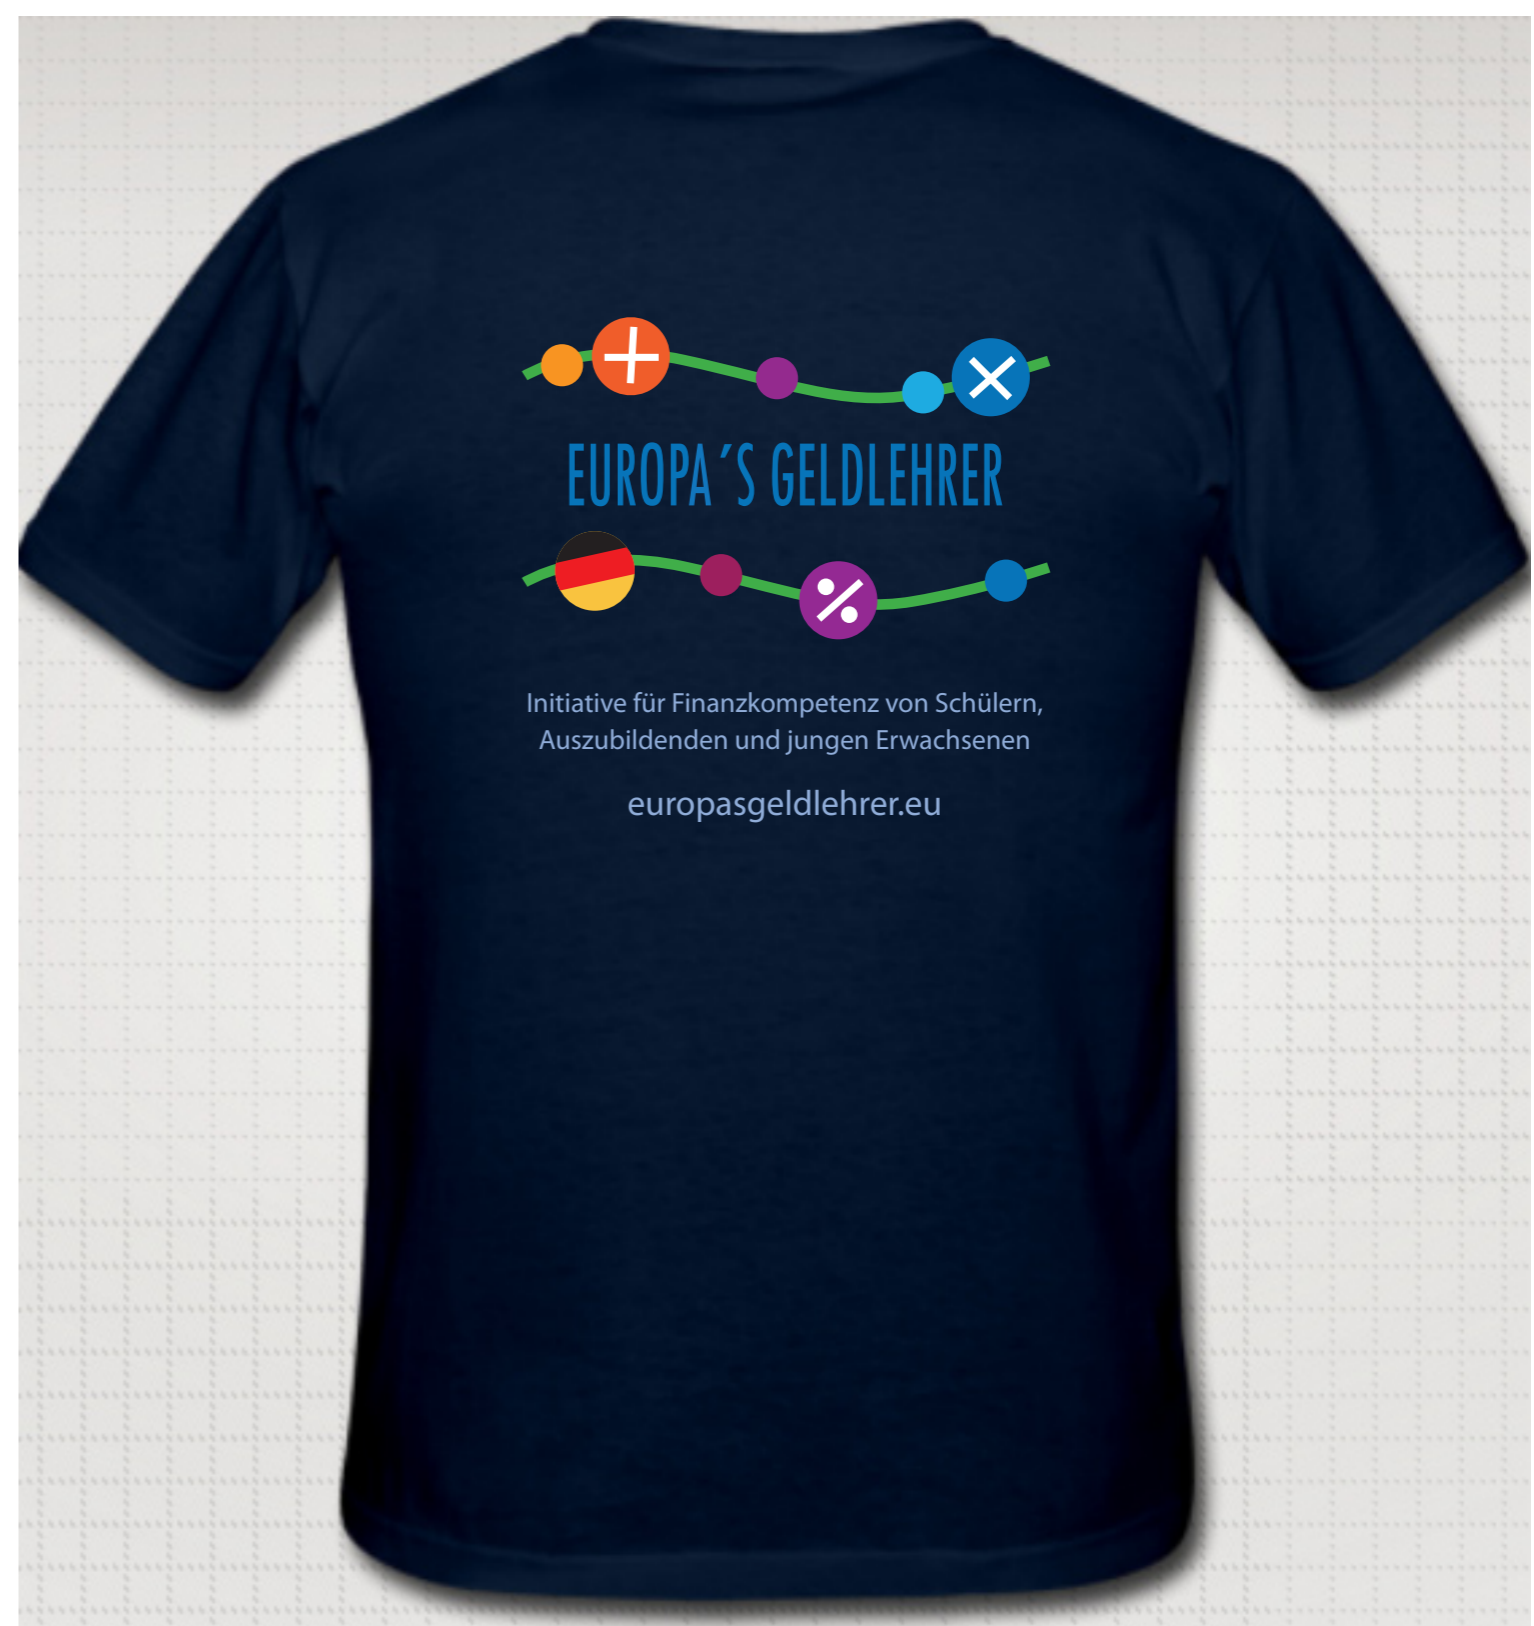 EUROPA´S GELDLEHRER
Initiative für Finanzkompetenz von Schülern,
Auszubildenden und jungen Erwachsenen
europasgeldlehrer.eu